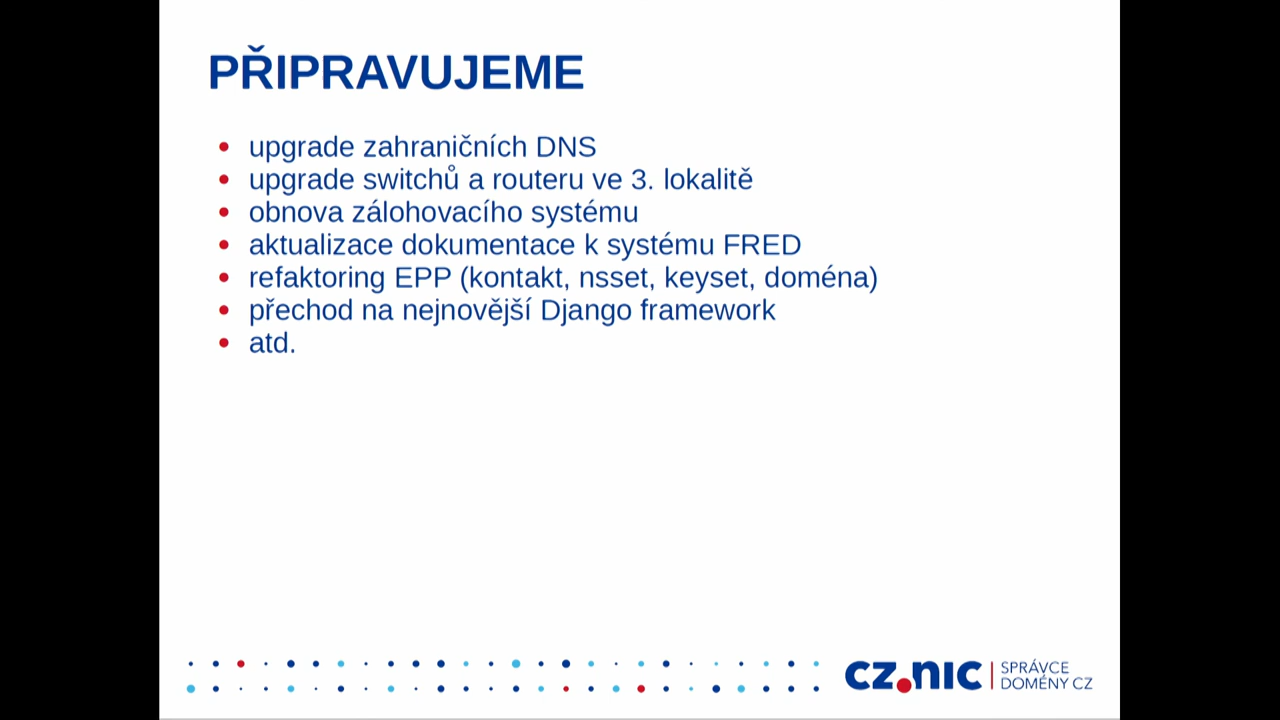 PŘIPRAVUJEME
upgrade zahraničních DNS
upgrade switchů a routeru ve 3. lokalitě
obnova zálohovacího systému
aktualizace dokumentace k systému FRED
refaktoring EPP (kontakt, nsset, keyset, doména)
přechod na nejnovější Django framework
atd.
CZ.NIC
SPRÁVCE
DOMÉNY CZ